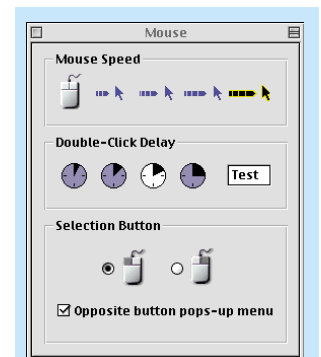 Mouse
Mouse Speed
Double-Click Delay
Test
Selection Button
Opposite button pops-up menu